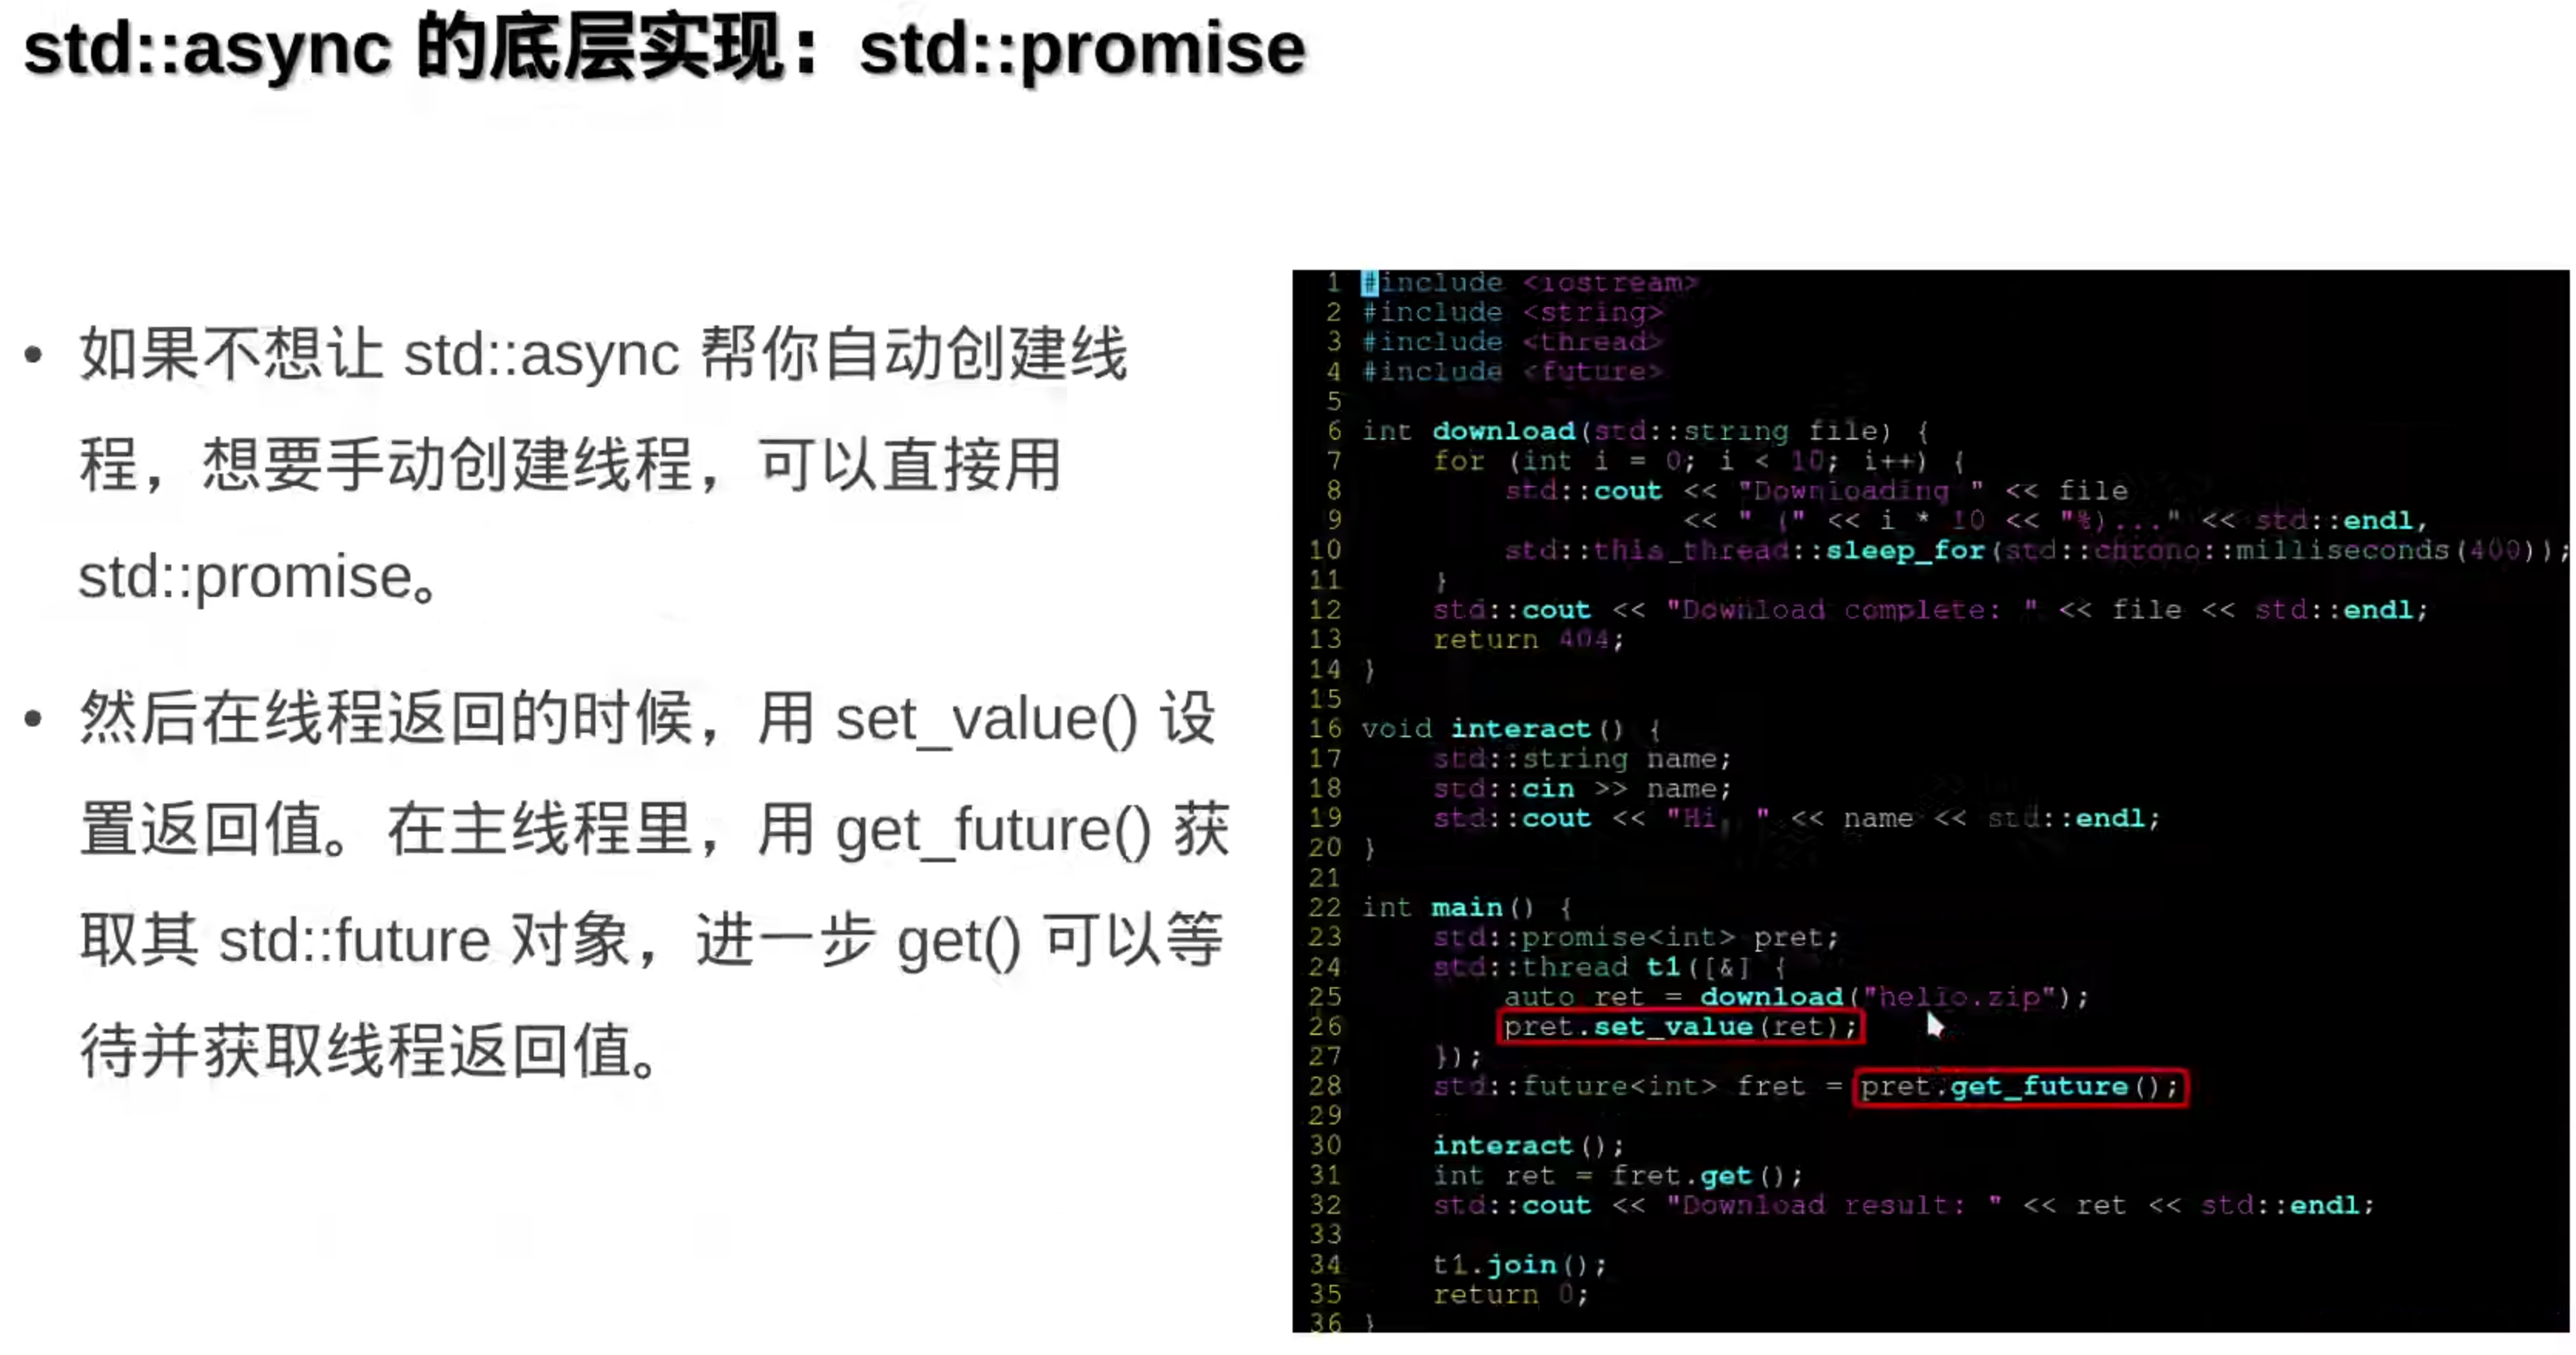 std::async 的底层实现：std::promise
• 如果不想让 std::async 帮你自动创建线
程，想要手动创建线程，可以直接用
std::promise。
• 然后在线程返回的时候，用 set_value() 设
置返回值。在主线程里，用 get_future() 获
取其 std::future 对象，进一步 get() 可以等
待并获取线程返回值。
1 #include <iostream>
2 #include <string>
3 #include <thread>
4 #include <future>
5
6 int download(std::string file) {
7     for (int i = 0; i < 10; i++) {
8         std::cout << "Downloading " << file
9                   << " (" << i * 10 << "%)..." << std::endl;
10         std::this_thread::sleep_for(std::chrono::milliseconds(400));
11     }
12     std::cout << "Download complete: " << file << std::endl;
13     return 404;
14 }
15
16 void interact() {
17     std::string name;
18     std::cin >> name;
19     std::cout << "Hi, " << name << std::endl;
20 }
21
22 int main() {
23     std::promise<int> pret;
24     std::thread t1([&] {
25         auto ret = download("hello.zip");
26         pret.set_value(ret);
27     });
28     std::future<int> fret = pret.get_future();
29
30     interact();
31     int ret = fret.get();
32     std::cout << "Download result: " << ret << std::endl;
33
34     t1.join();
35     return 0;
36 }